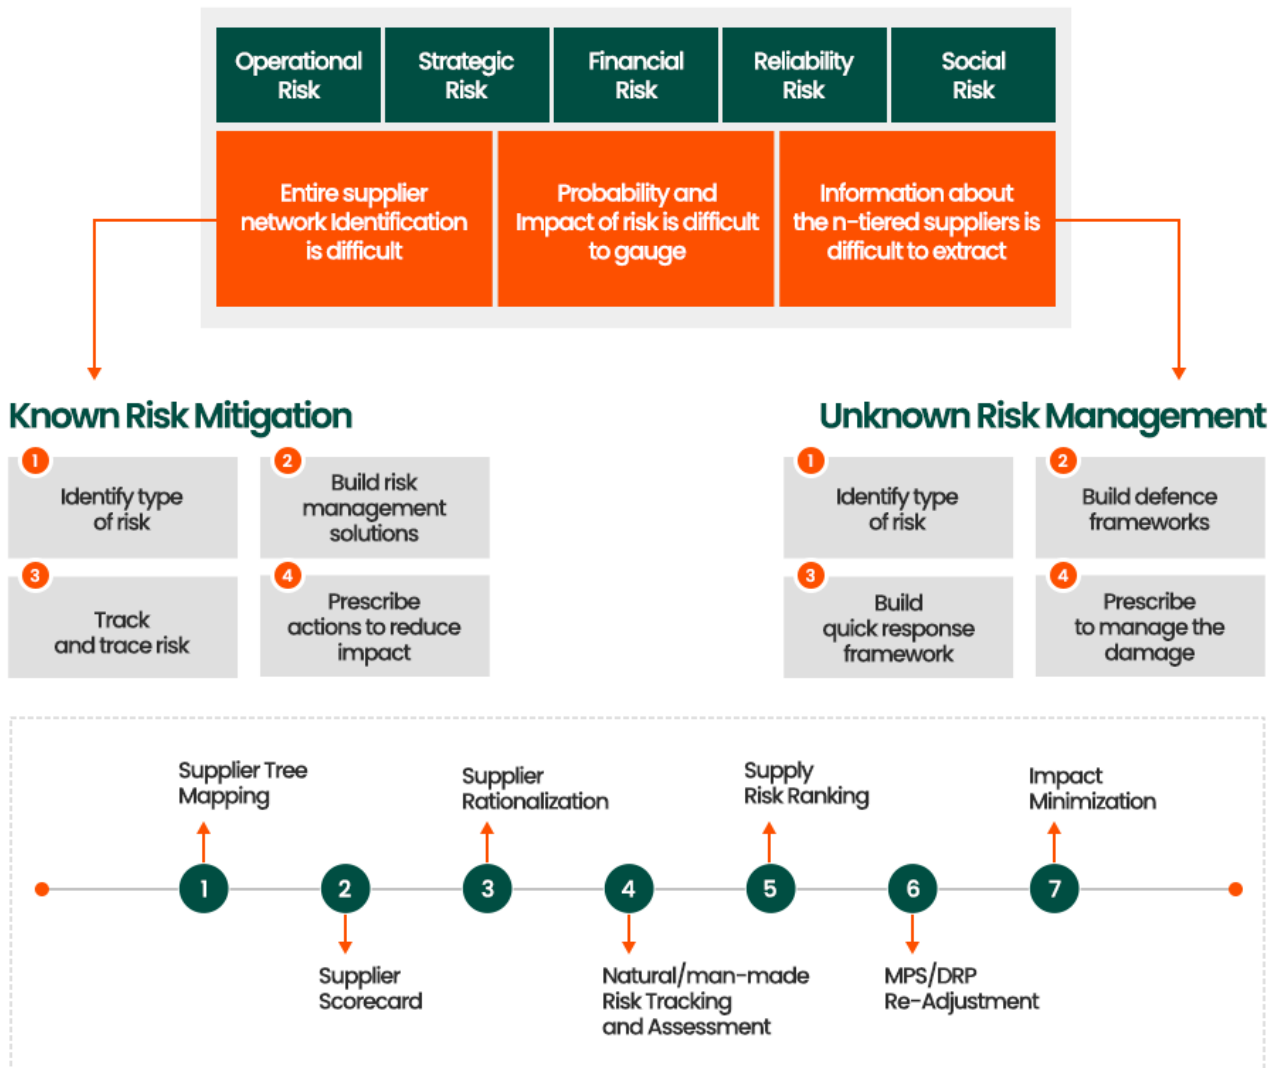 Operational
Risk
Strategic
Risk
Financial
Risk
Reliability
Risk
Social
Risk
Entire supplier
network Identification
is difficult
Probability and
Impact of risk is difficult
to gauge
Information about
the n-tiered suppliers is
difficult to extract
Known Risk Mitigation
1
Identify type
of risk
2
Build risk
management
solutions
3
Track
and trace risk
4
Prescribe
actions to reduce
impact
Unknown Risk Management
1
Identify type
of risk
2
Build defence
frameworks
3
Build
quick response
framework
4
Prescribe
to manage the
damage
Supplier Tree
Mapping
1
2
Supplier
Scorecard
Supplier
Rationalization
3
4
Natural/man-made
Risk Tracking
and Assessment
Supply
Risk Ranking
5
6
MPS/DRP
Re-Adjustment
Impact
Minimization
7